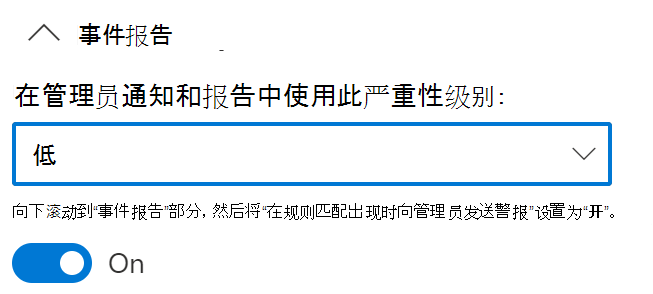 事件报告
在管理员通知和报告中使用此严重性级别:
低
向下滚动到“事件报告”部分，然后将“在规则匹配出现时向管理员发送警报”设置为“开”。
On